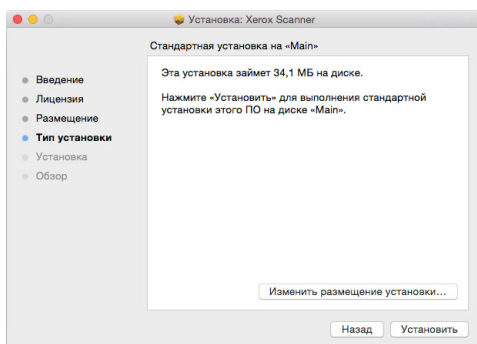 Установка: Xerox Scanner
Стандартная установка на «Main»
Введение
Лицензия
Размещение
Тип установки
Установка
Обзор
Эта установка займет 34,1 МБ на диске.
Нажмите «Установить» для выполнения стандартной
установки этого ПО на диске «Main».
Изменить размещение установки...
Назад
Установить